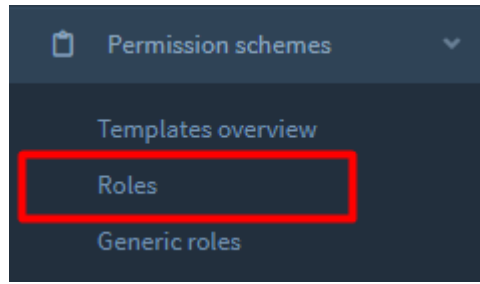 Permission schemes
Templates overview
Roles
Generic roles